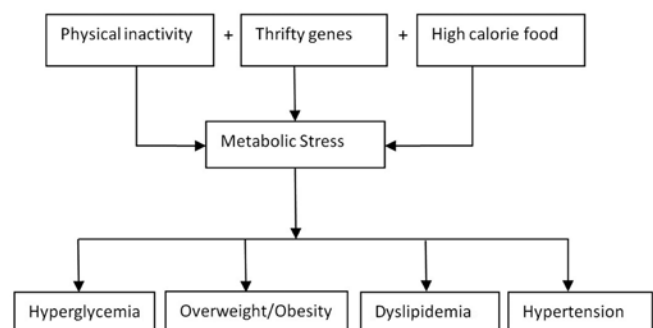 Physical inactivity + Thrifty genes + High calorie food
Metabolic Stress
Hyperglycemia Overweight/Obesity Dyslipidemia Hypertension